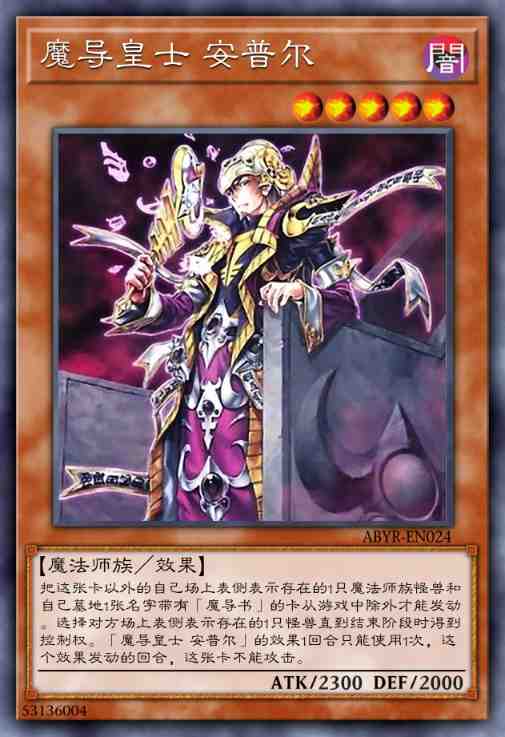 魔导皇士 安普尔
闇
ABYR-EN024
【魔法师族／效果】
把这张卡以外的自己场上表侧表示存在的1只魔法师族怪兽和
自己墓地1张名字带有「魔导书」的卡从游戏中除外才能发动
。选择对方场上表侧表示存在的1只怪兽直到结束阶段时得到
控制权。「魔导皇士 安普尔」的效果1回合只能使用1次，这
个效果发动的回合，这张卡不能攻击。
ATK/2300 DEF/2000
53136004